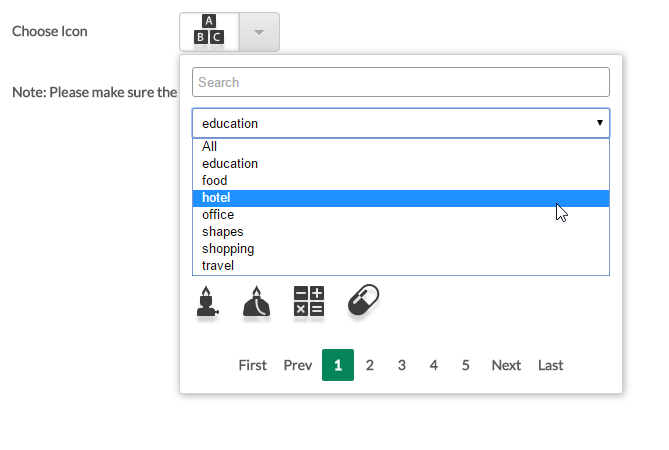 Choose Icon
A
B C
Search
Note: Please make sure the
education
All
education
food
hotel
office
shapes
shopping
travel
First Prev 1 2 3 4 5 Next Last